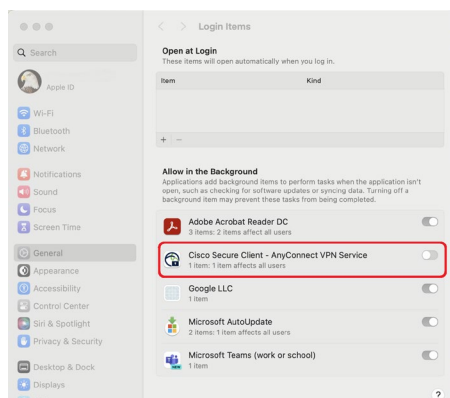 Login Items
Search
Apple ID
Wi-Fi
Bluetooth
Network
Notifications
Sound
Focus
Screen Time
General
Appearance
Accessibility
Control Center
Siri & Spotlight
Privacy & Security
Desktop & Dock
Displays
Open at Login
These items will open automatically when you log in.
Item Kind
+ −
Allow in the Background
Applications add background items to perform tasks when the application isn't
open, such as checking for software updates or syncing data. Turning off a
background item may prevent these tasks from being completed.
Adobe Acrobat Reader DC
3 items: 2 items affect all users
Cisco Secure Client - AnyConnect VPN Service
1 item: 1 item affects all users
Google LLC
1 item
Microsoft AutoUpdate
2 items: 1 item affects all users
Microsoft Teams (work or school)
1 item
NEW
?